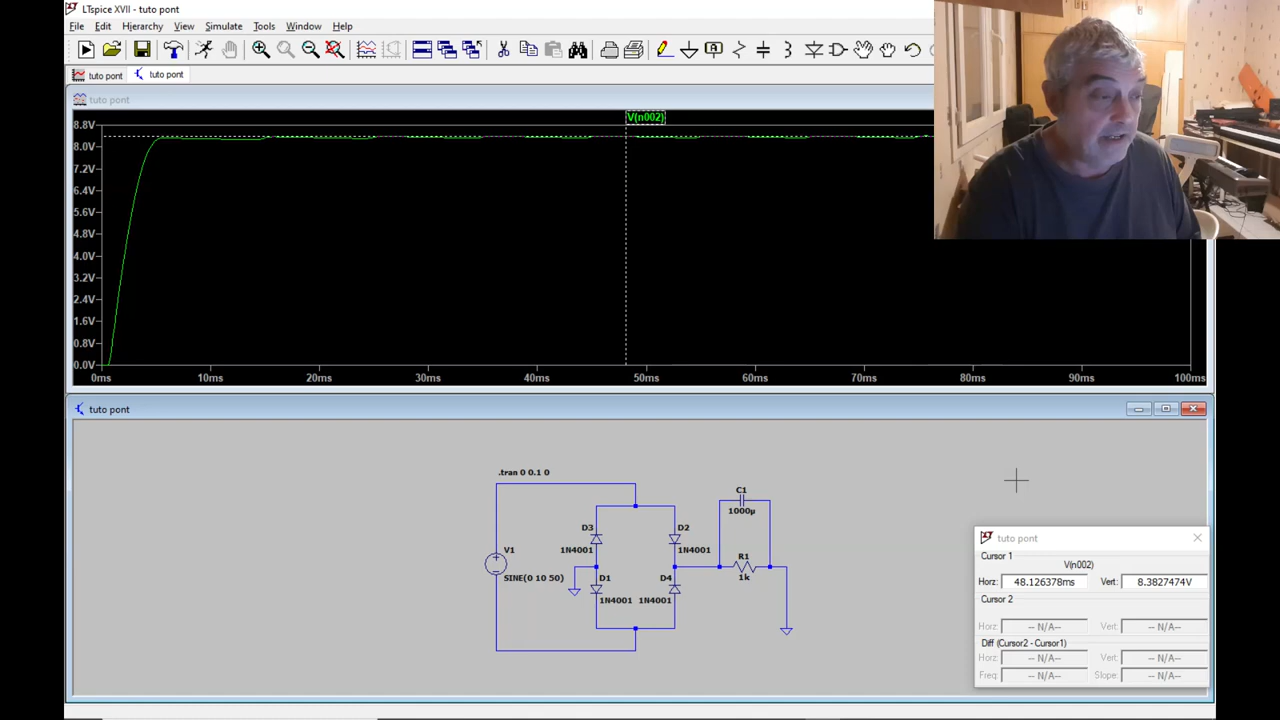 LTspice XVII - tuto pont
File Edit Hierarchy View Simulate Tools Window Help
tuto pont tuto pont
tuto pont
V(n002)
8.8V
8.0V
7.2V
6.4V
5.6V
4.8V
4.0V
3.2V
2.4V
1.6V
0.8V
0.0V
0ms 10ms 20ms 30ms 40ms 50ms 60ms 70ms 80ms 90ms 100ms
tuto pont
.tran 0 0.1 0
C1
1000µ
D3 D2
V1 1N4001 1N4001 R1
SINE(0 10 50) D1 D4 1k
1N4001 1N4001
tuto pont
Cursor 1
V(n002)
Horz: 48.126378ms Vert: 8.3827474V
Cursor 2
Horz: -- N/A-- Vert: -- N/A--
Diff (Cursor2 - Cursor1)
Horz: -- N/A-- Vert: -- N/A--
Freq: -- N/A-- Slope: -- N/A--